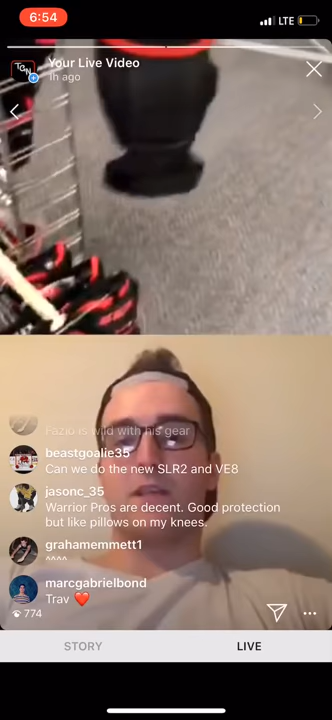 6:54
LTE
TGN
Your Live Video
1h ago
Fazio is wild with his gear
beastgoalie35
Can we do the new SLR2 and VE8
jasonc_35
Warrior Pros are decent. Good protection
but like pillows on my knees.
grahamemmett1
^^^^
marcgabrielbond
Trav ❤️
774
STORY
LIVE